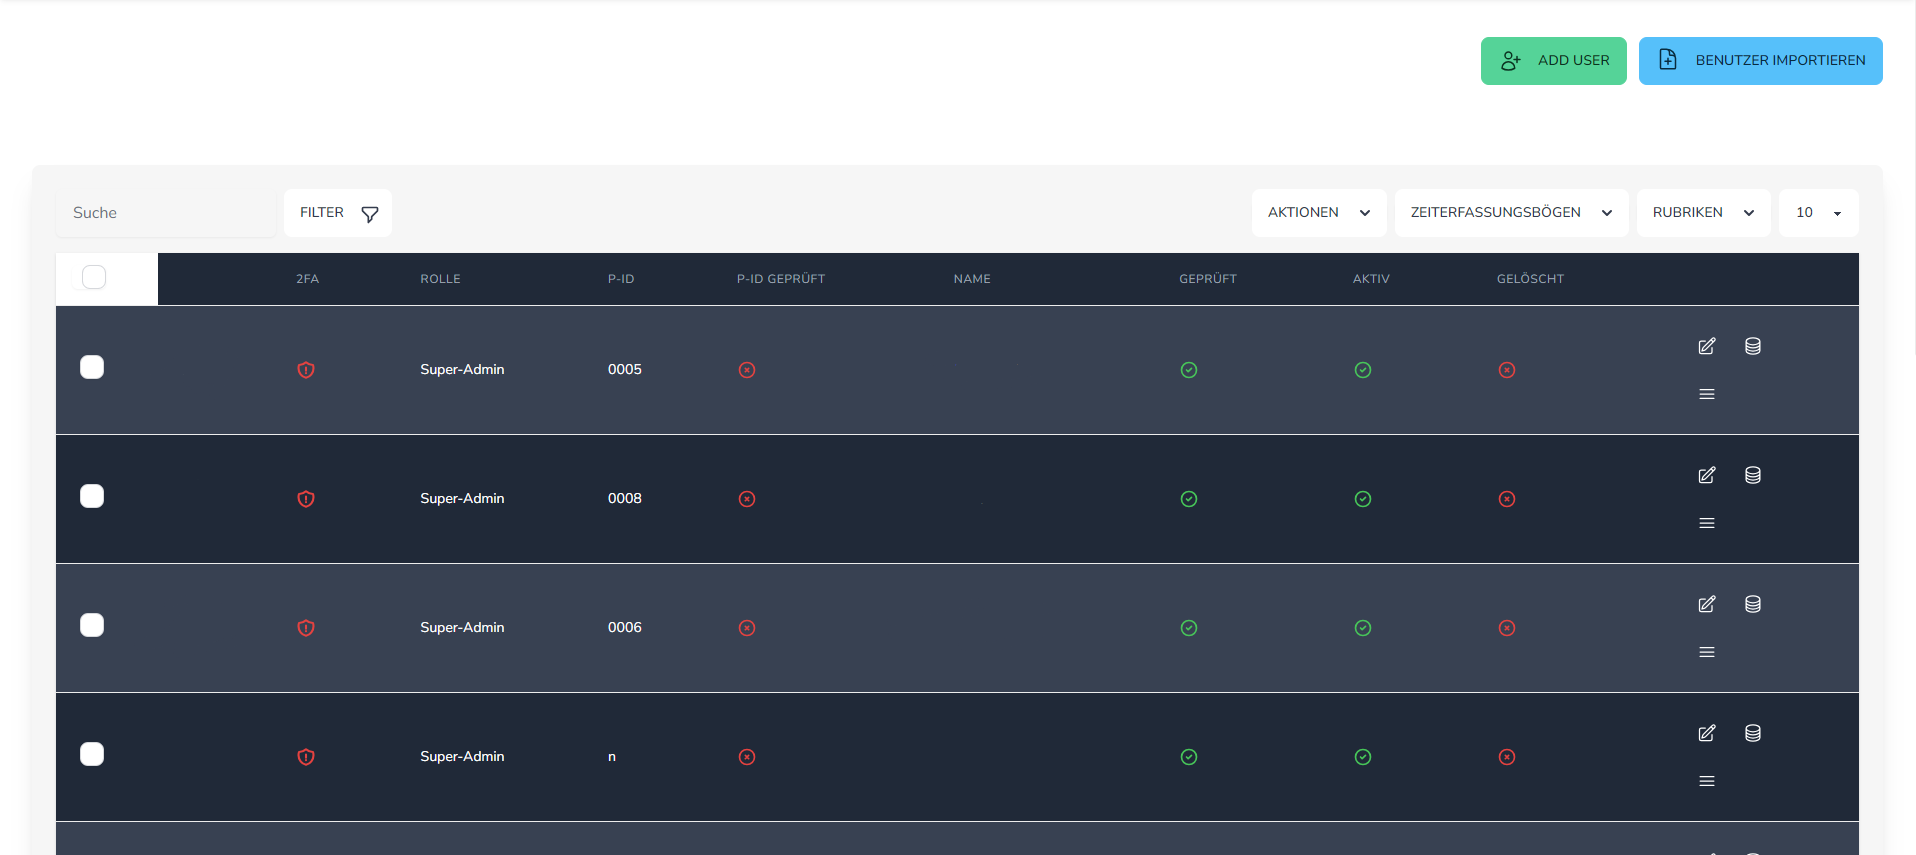 ADD USER BENUTZER IMPORTIEREN
Suche FILTER AKTIONEN ZEITERFASSUNGSBÖGEN RUBRIKEN 10
2FA ROLLE P-ID P-ID GEPRÜFT NAME GEPRÜFT AKTIV GELÖSCHT
Super-Admin 0005
Super-Admin 0008
Super-Admin 0006
Super-Admin n